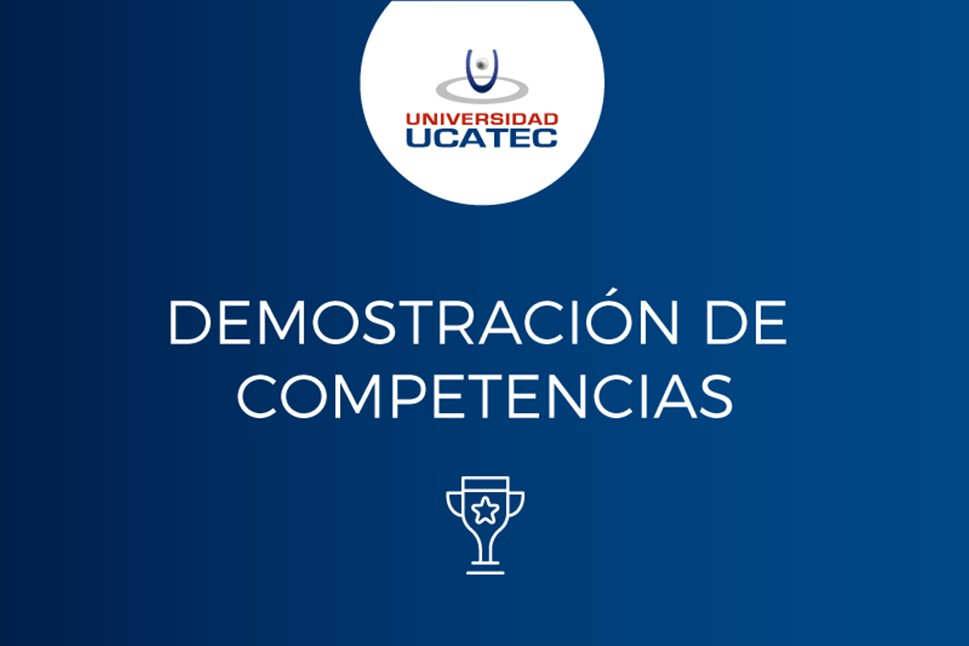 UNIVERSIDAD
UCATEC
DEMOSTRACIÓN DE
COMPETENCIAS